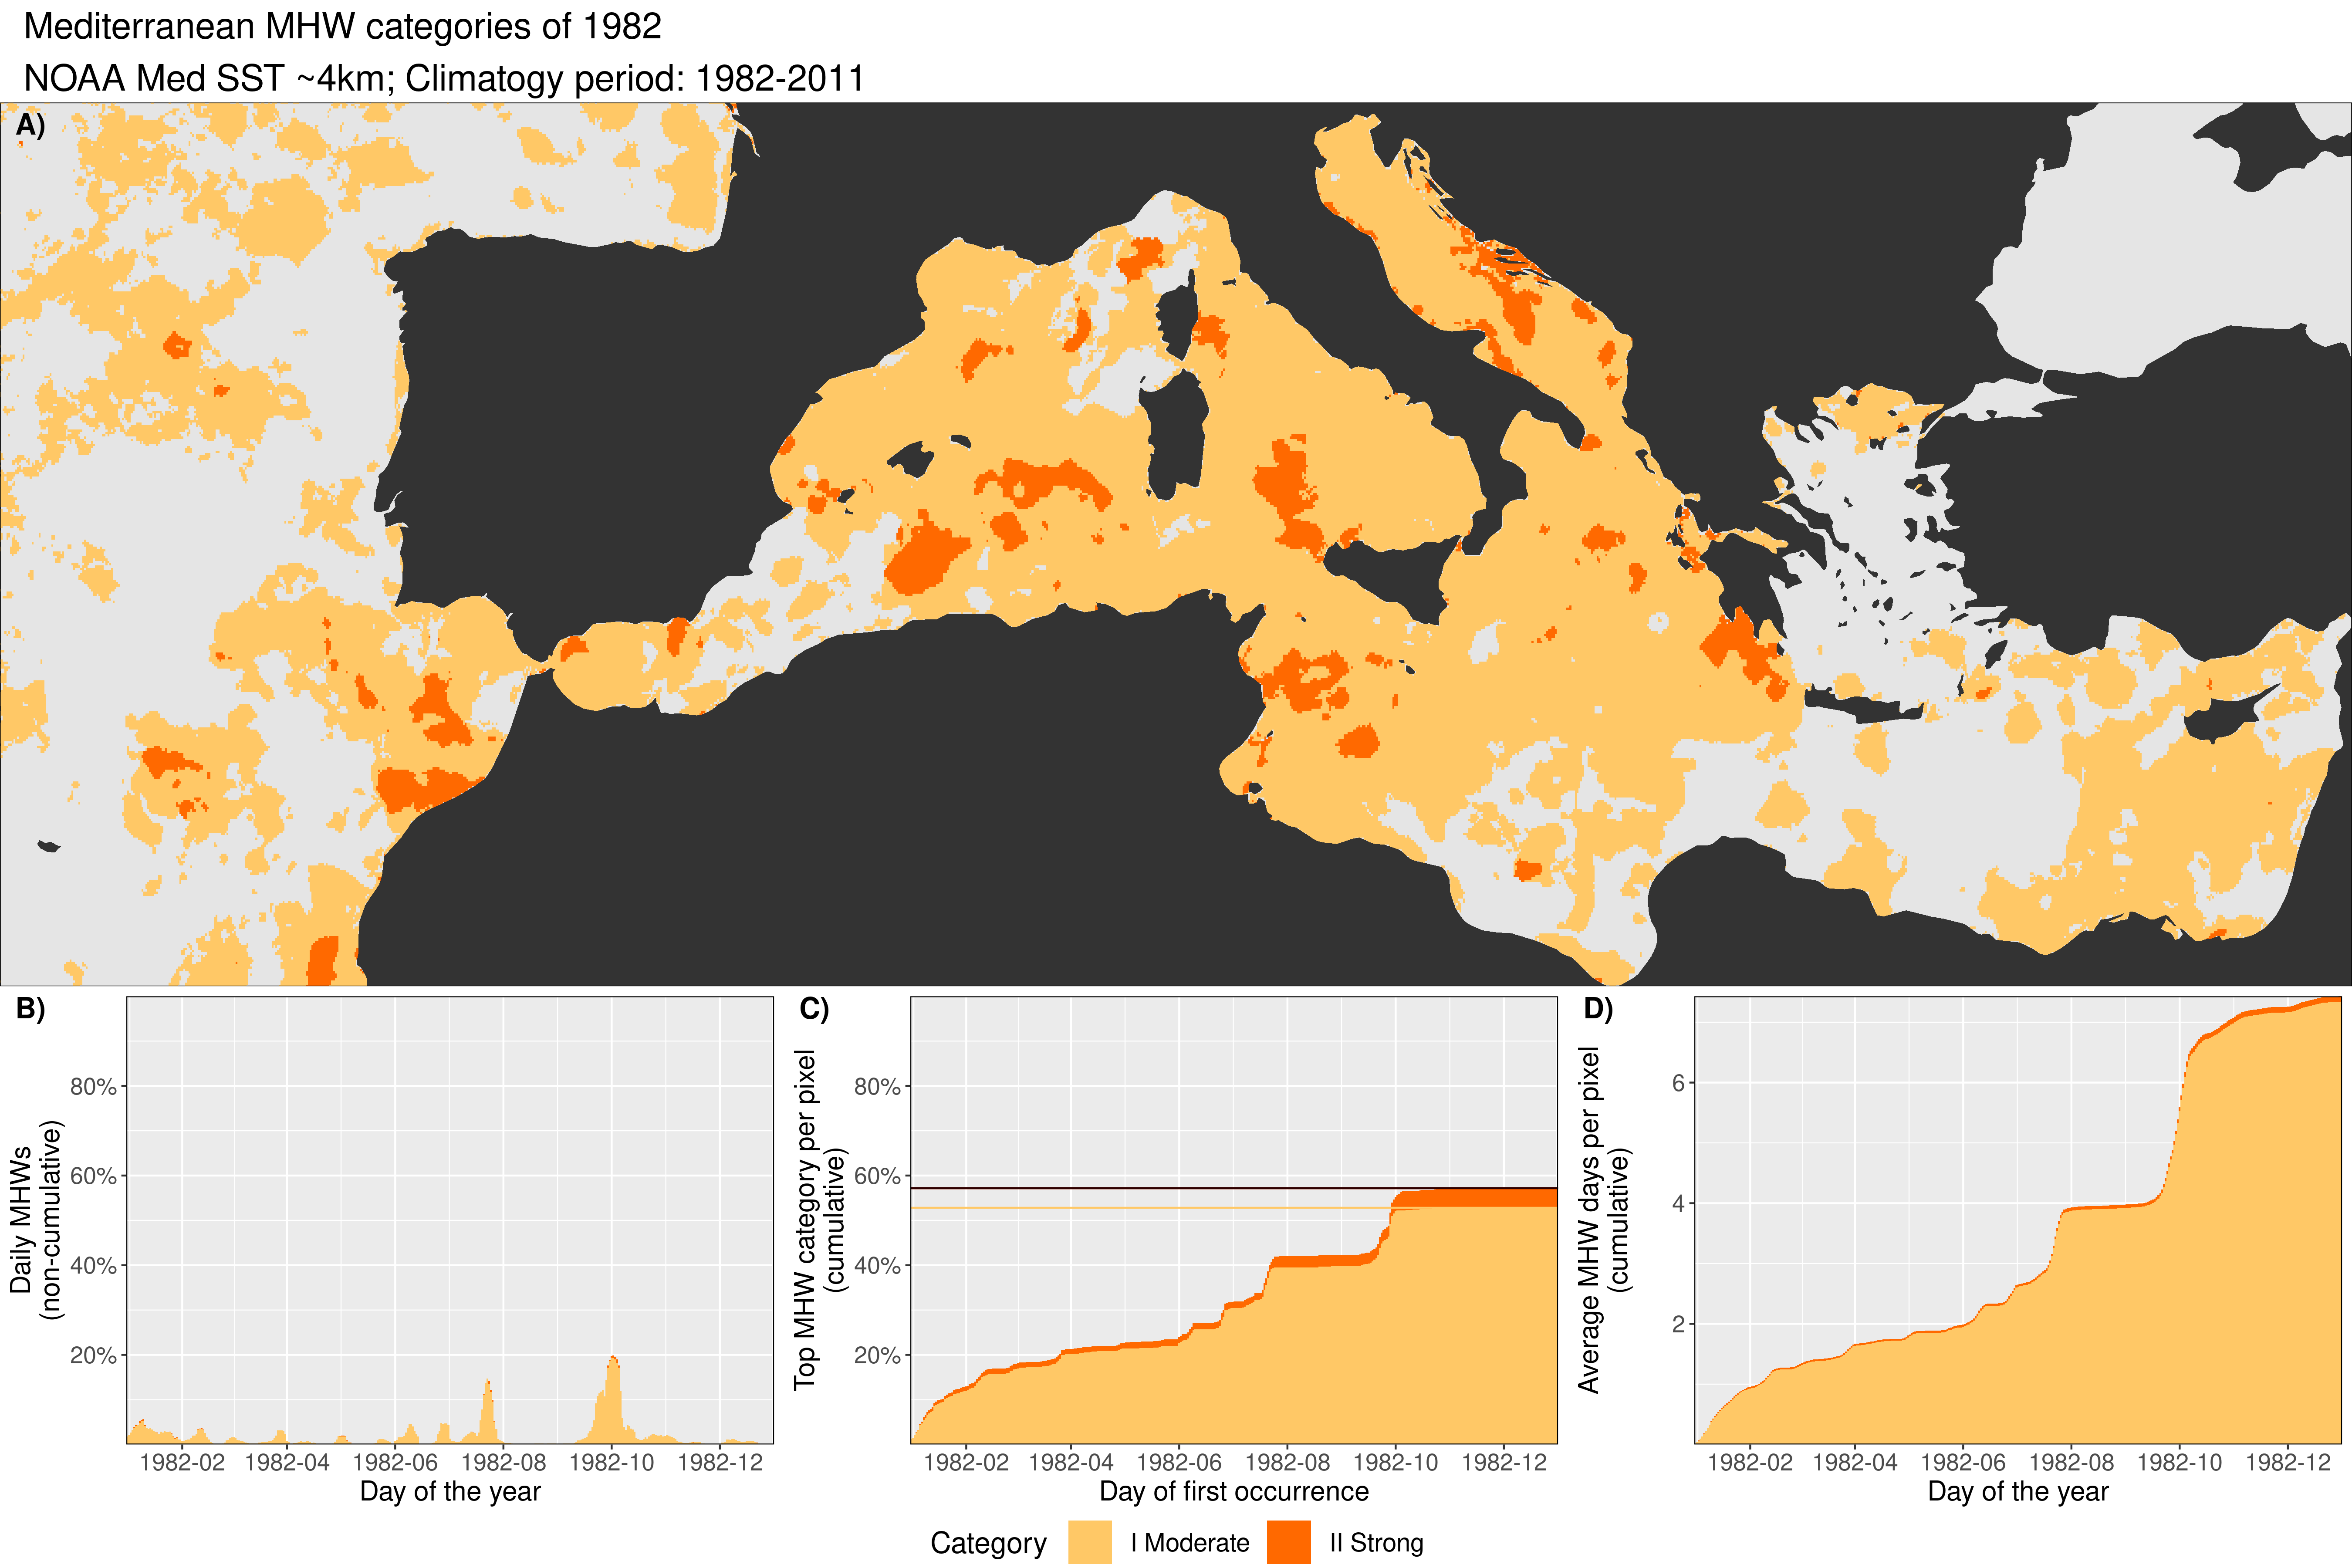 Mediterranean MHW categories of 1982
NOAA Med SST ~4km; Climatogy period: 1982-2011
A)
B)
Daily MHWs
(non-cumulative)
80%
60%
40%
20%
1982-02 1982-04 1982-06 1982-08 1982-10 1982-12
Day of the year
C)
Top MHW category per pixel
(cumulative)
80%
60%
40%
20%
1982-02 1982-04 1982-06 1982-08 1982-10 1982-12
Day of first occurrence
D)
Average MHW days per pixel
(cumulative)
6
4
2
1982-02 1982-04 1982-06 1982-08 1982-10 1982-12
Day of the year
Category I Moderate II Strong